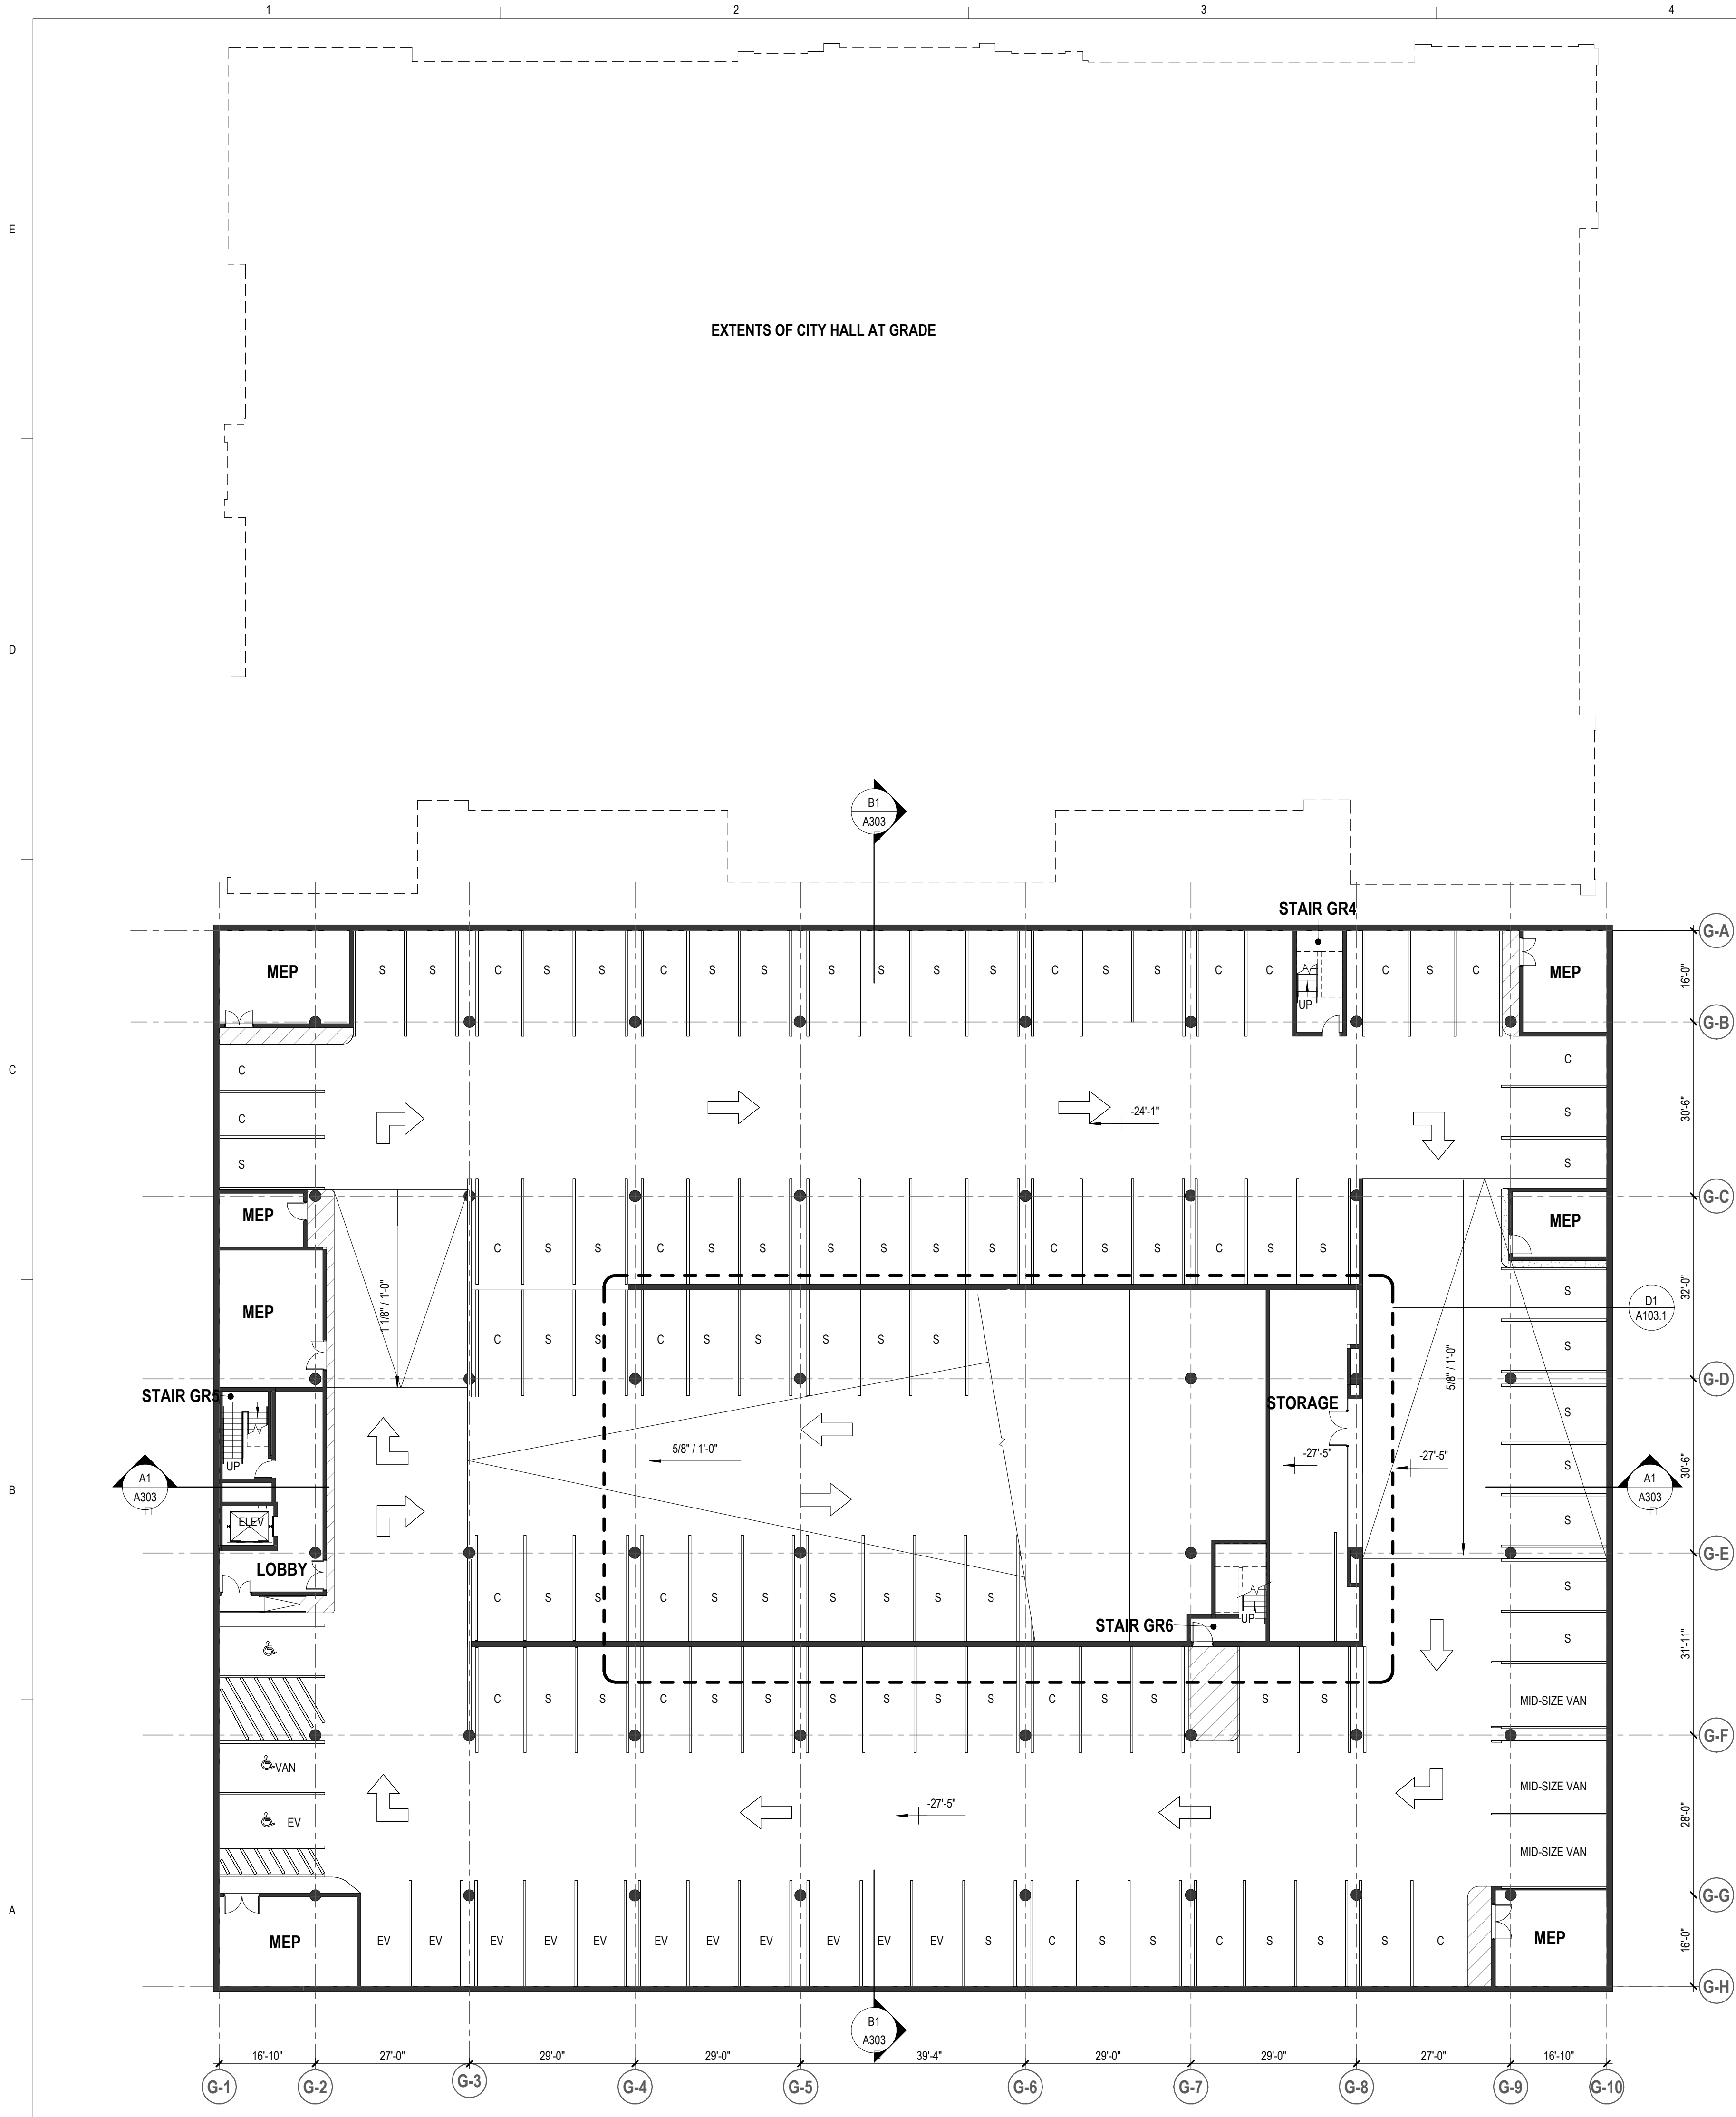 1 2 3 4
E
EXTENTS OF CITY HALL AT GRADE
D
B1
A303
STAIR GR4
G-A
MEP S S C S S C S S S S S S C S S C C C S C MEP
16'-0"
UP
G-B
C
C C
C S
30'-6"
-24'-1"
S S
G-C
MEP MEP
C S S C S S S S S S C S S C S S
1 1/8" / 1'-0"
S
32'-0"
D1
A103.1
MEP
C S S C S S S S S
S
5/8" / 1'-0"
G-D
STAIR GR5
STORAGE
S
5/8" / 1'-0"
-27'-5"
-27'-5"
UP
S
30'-6"
B
A1
A303
A1
A303
ELEV
S
G-E
LOBBY
C S S C S S S S S S
S
UP
STAIR GR6
S
31'-11"
C S S C S S S S S S C S S S S
MID-SIZE VAN
G-F
VAN
MID-SIZE VAN
-27'-5"
EV
28'-0"
MID-SIZE VAN
G-G
A
MEP EV EV EV EV EV EV EV EV EV EV EV S C S S C S S S C MEP
16'-0"
G-H
B1
A303
16'-10" 27'-0" 29'-0" 29'-0" 39'-4" 29'-0" 29'-0" 27'-0" 16'-10"
G-1 G-2 G-3 G-4 G-5 G-6 G-7 G-8 G-9 G-10